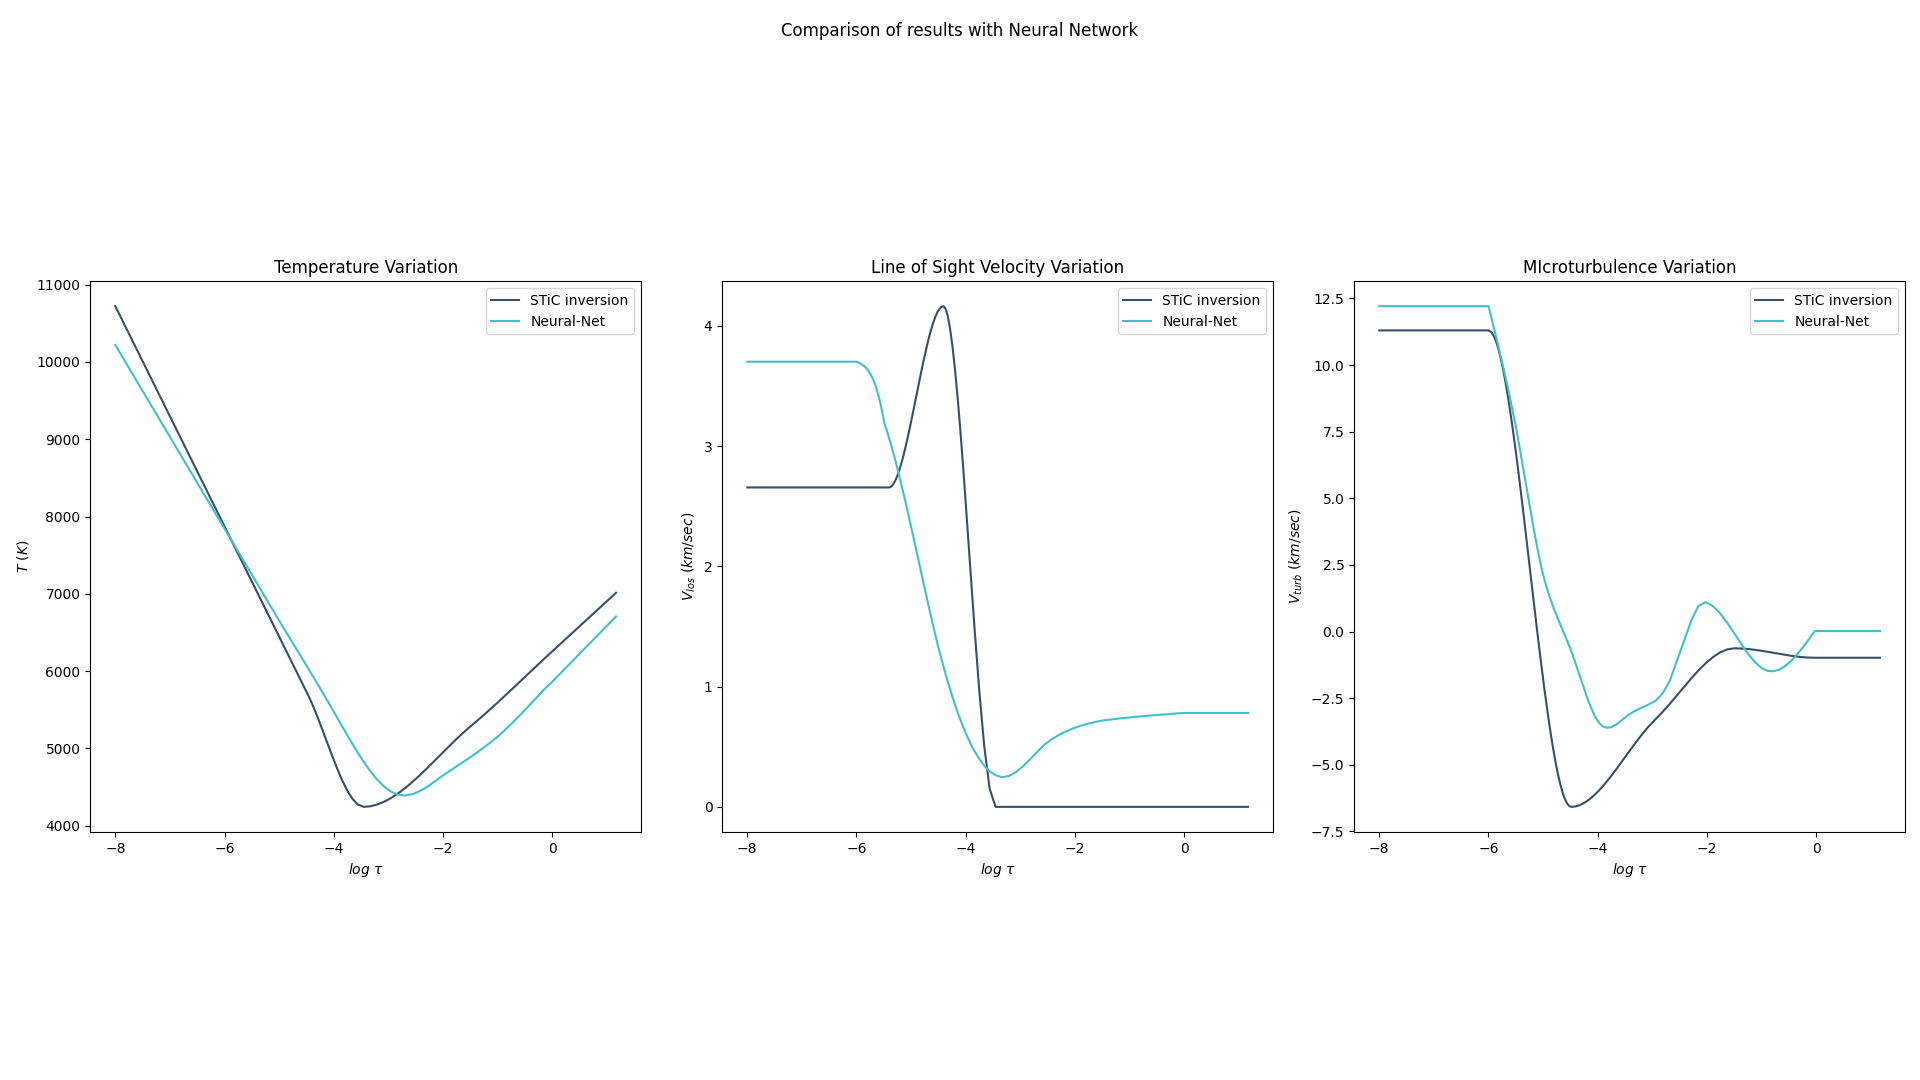 Comparison of results with Neural Network
Temperature Variation
STiC inversion
Neural-Net
11000
10000
9000
8000
7000
6000
5000
4000
T (K)
−8
−6
−4
−2
0
log τ
Line of Sight Velocity Variation
STiC inversion
Neural-Net
4
3
2
1
0
V_los (km/sec)
−8
−6
−4
−2
0
log τ
MIcroturbulence Variation
STiC inversion
Neural-Net
12.5
10.0
7.5
5.0
2.5
0.0
−2.5
−5.0
−7.5
V_turb (km/sec)
−8
−6
−4
−2
0
log τ